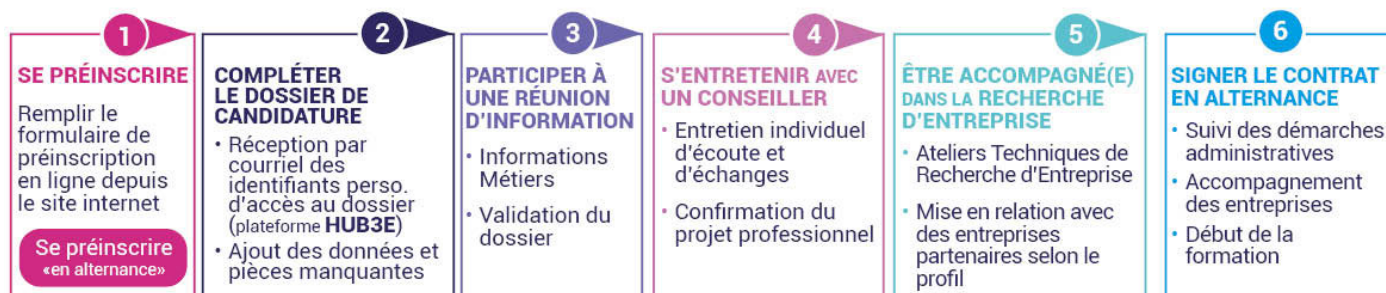 1
SE PRÉINSCRIRE
Remplir le
formulaire de
préinscription
en ligne depuis
le site internet
Se préinscrire
«en alternance»
2
COMPLÉTER
LE DOSSIER DE
CANDIDATURE
• Réception par
courriel des
identifiants perso.
d'accès au dossier
(plateforme HUB3E)
• Ajout des données et
pièces manquantes
3
PARTICIPER À
UNE RÉUNION
D'INFORMATION
• Informations
Métiers
• Validation du
dossier
4
S'ENTRETENIR AVEC
UN CONSEILLER
• Entretien individuel
d'écoute et
d'échanges
• Confirmation du
projet professionnel
5
ÊTRE ACCOMPAGNÉ(E)
DANS LA RECHERCHE
D'ENTREPRISE
• Ateliers Techniques de
Recherche d'Entreprise
• Mise en relation avec
des entreprises
partenaires selon le
profil
6
SIGNER LE CONTRAT
EN ALTERNANCE
• Suivi des démarches
administratives
• Accompagnement
des entreprises
• Début de la
formation